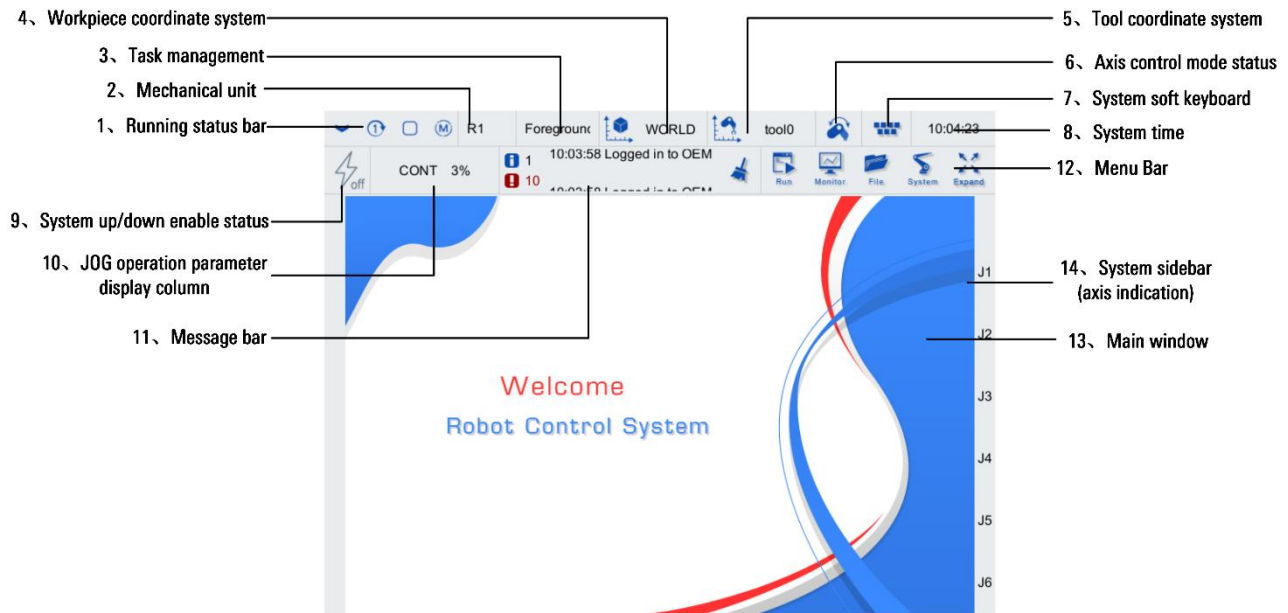 4、Workpiece coordinate system
3、Task management
2、Mechanical unit
1、Running status bar
5、Tool coordinate system
6、Axis control mode status
7、System soft keyboard
8、System time
12、Menu Bar
1 M R1 Foreground WORLD tool0 10:04:23
off CONT 3%
1 10:03:58 Logged in to OEM
10
Run Monitor File System Expand
9、System up/down enable status
10、JOG operation parameter
display column
11、Message bar
J1
J2
J3
J4
J5
J6
14、System sidebar
(axis indication)
13、Main window
Welcome
Robot Control System